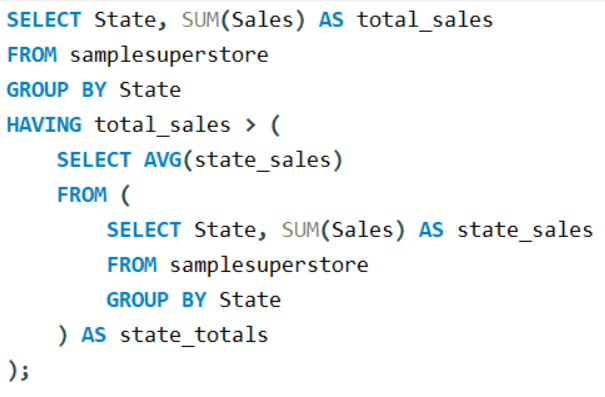 SELECT State, SUM(Sales) AS total_sales
FROM samplesuperstore
GROUP BY State
HAVING total_sales > (
    SELECT AVG(state_sales)
    FROM (
        SELECT State, SUM(Sales) AS state_sales
        FROM samplesuperstore
        GROUP BY State
    ) AS state_totals
);